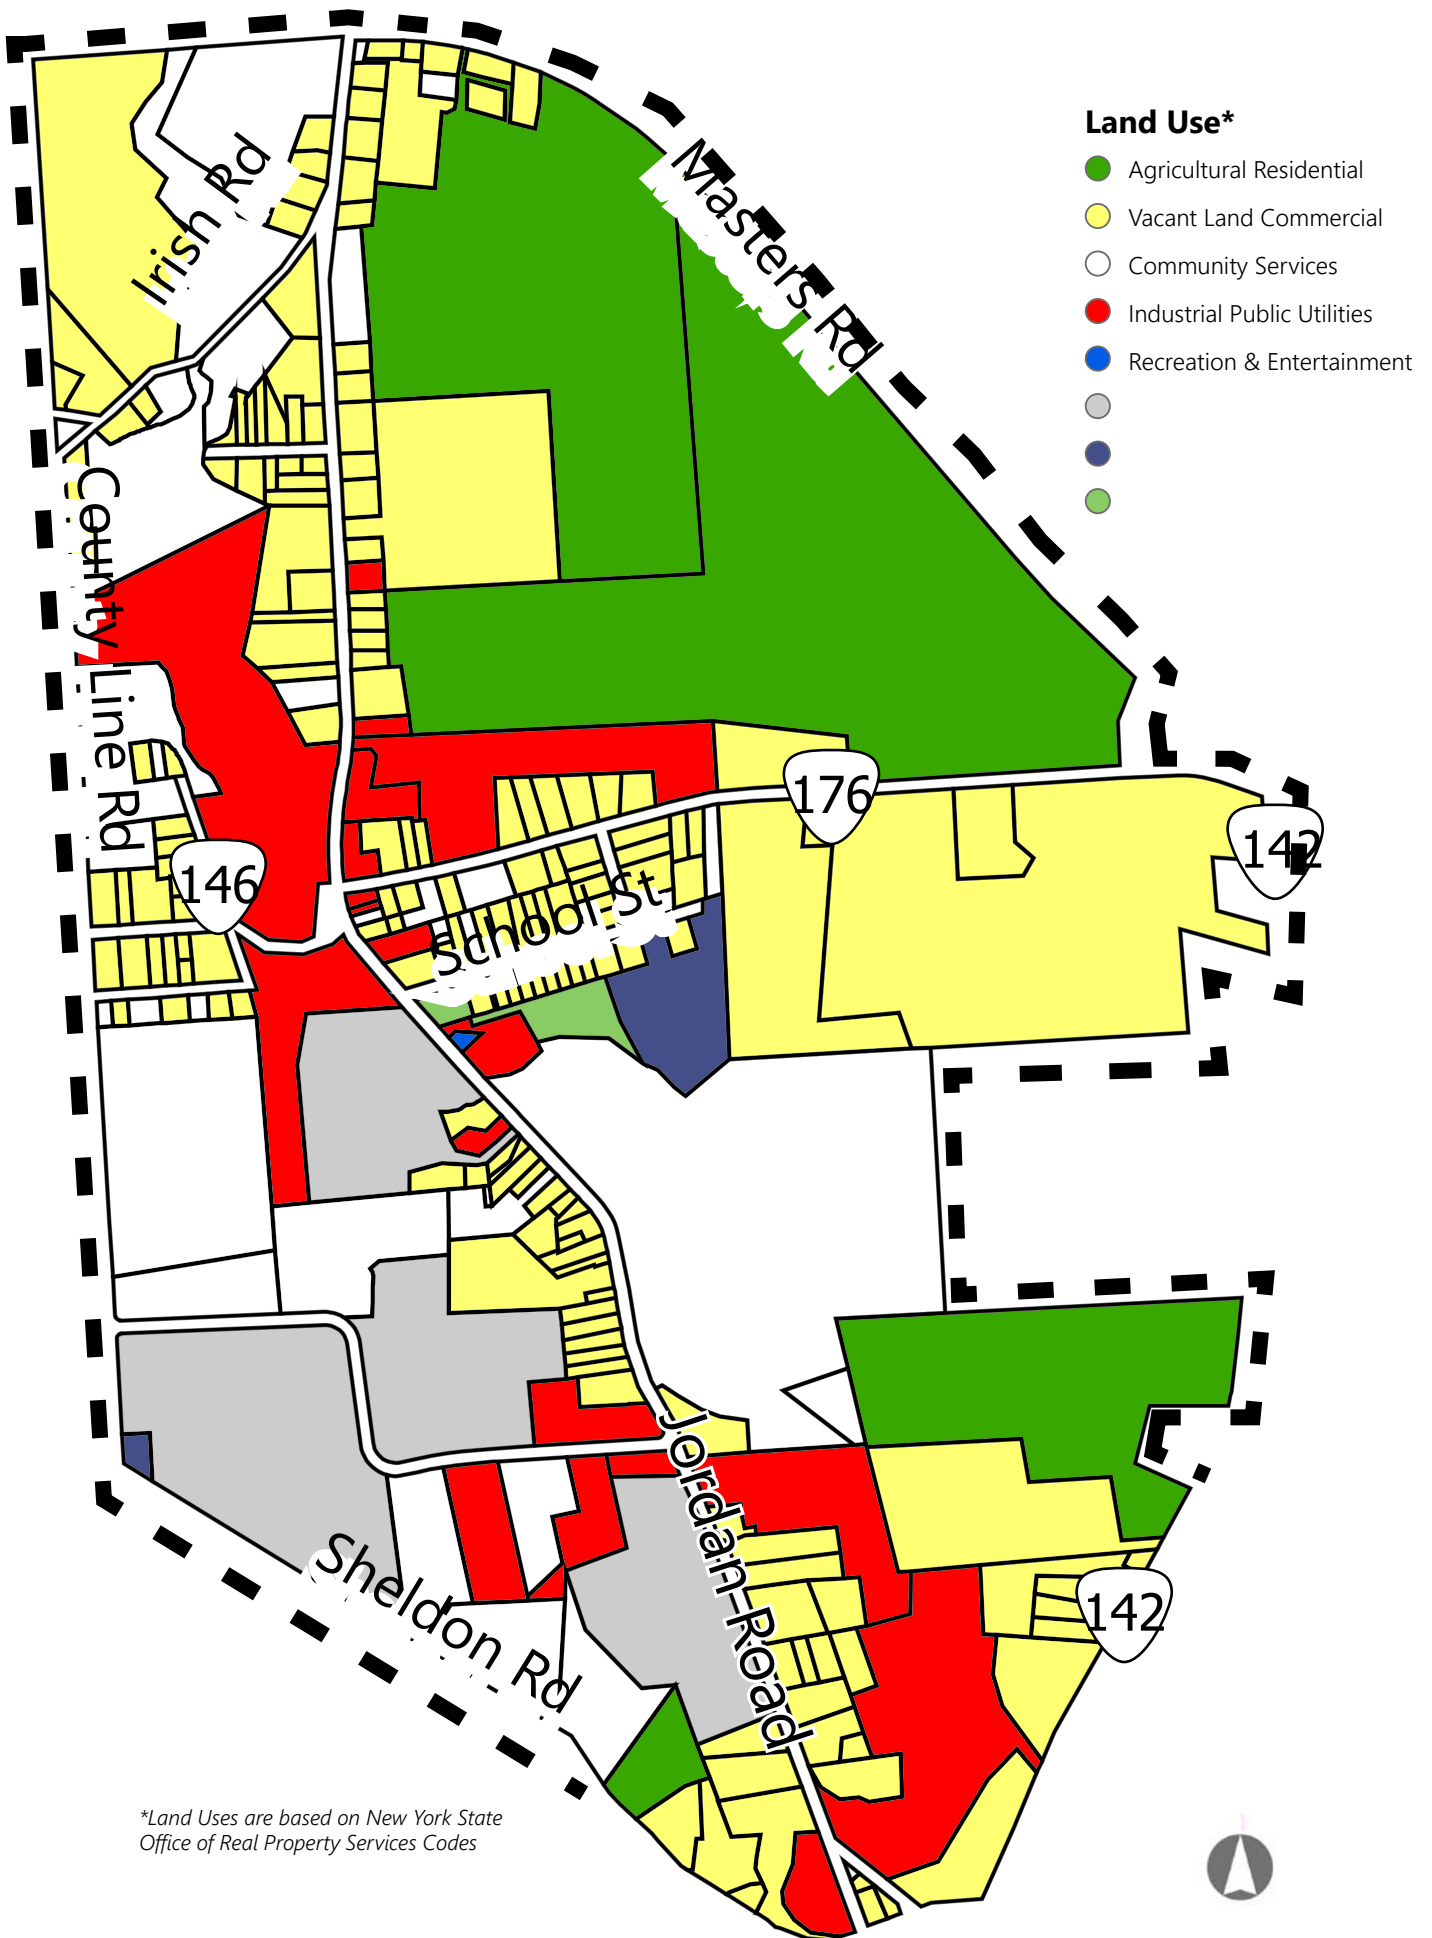 Land Use*
Agricultural Residential
Vacant Land Commercial
Community Services
Industrial Public Utilities
Recreation & Entertainment
Masters Rd
Irish Rd
County Line Rd
176
142
146
School St
Jordan Road
142
Sheldon Rd
*Land Uses are based on New York State
Office of Real Property Services Codes